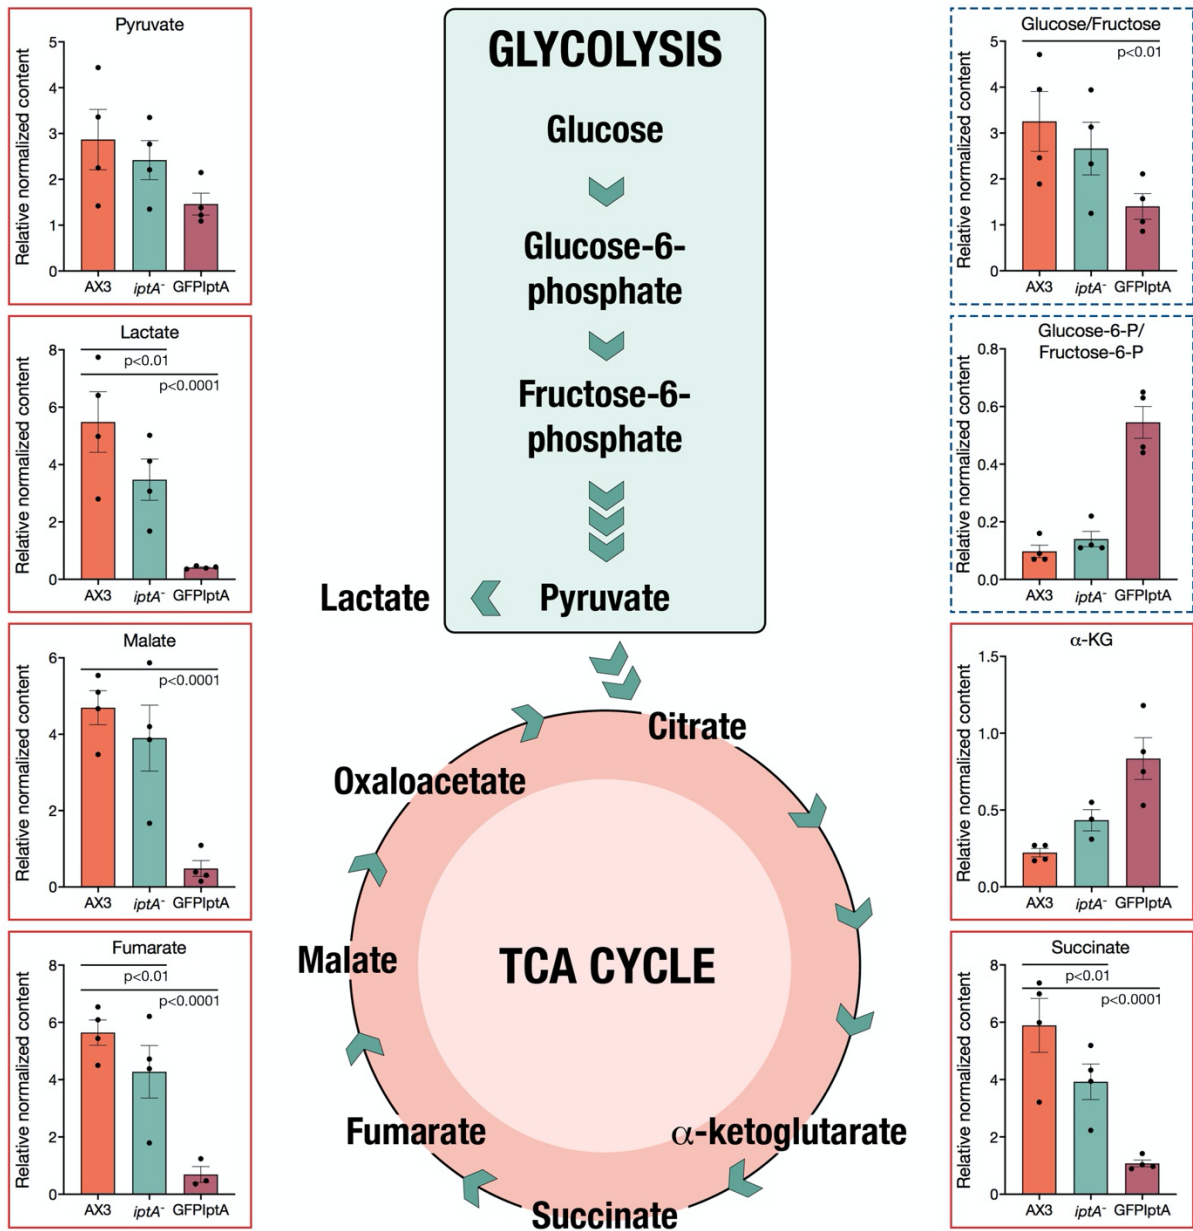 Pyruvate
Relative normalized content
5
4
3
2
1
0
AX3 iptA- GFPIptA
Lactate
Relative normalized content
8
p<0.01
p<0.0001
6
4
2
0
AX3 iptA- GFPIptA
Malate
Relative normalized content
6
p<0.0001
4
2
0
AX3 iptA- GFPIptA
Fumarate
Relative normalized content
8
p<0.01
p<0.0001
6
4
2
0
AX3 iptA- GFPIptA
GLYCOLYSIS
Glucose
Glucose-6-
phosphate
Fructose-6-
phosphate
Lactate
Pyruvate
Citrate
Oxaloacetate
Malate
TCA CYCLE
Fumarate
α-ketoglutarate
Succinate
Glucose/Fructose
Relative normalized content
5
p<0.01
4
3
2
1
0
AX3 iptA- GFPIptA
Glucose-6-P/
Fructose-6-P
Relative normalized content
0.8
0.6
0.4
0.2
0.0
AX3 iptA- GFPIptA
α-KG
Relative normalized content
1.5
1.0
0.5
0.0
AX3 iptA- GFPIptA
Succinate
Relative normalized content
8
p<0.01
p<0.0001
6
4
2
0
AX3 iptA- GFPIptA